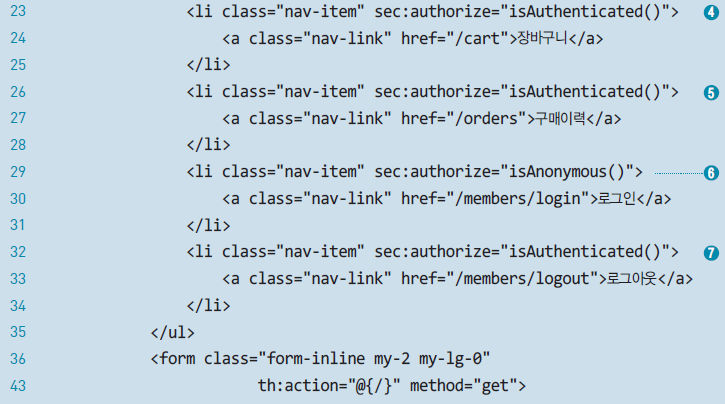 23 <li class="nav-item" sec:authorize="isAuthenticated()"> ❹
24 <a class="nav-link" href="/cart">장바구니</a>
25 </li>
26 <li class="nav-item" sec:authorize="isAuthenticated()"> ❺
27 <a class="nav-link" href="/orders">구매이력</a>
28 </li>
29 <li class="nav-item" sec:authorize="isAnonymous()"> ❻
30 <a class="nav-link" href="/members/login">로그인</a>
31 </li>
32 <li class="nav-item" sec:authorize="isAuthenticated()"> ❼
33 <a class="nav-link" href="/members/logout">로그아웃</a>
34 </li>
35 </ul>
36 <form class="form-inline my-2 my-lg-0"
43 th:action="@{/}" method="get">